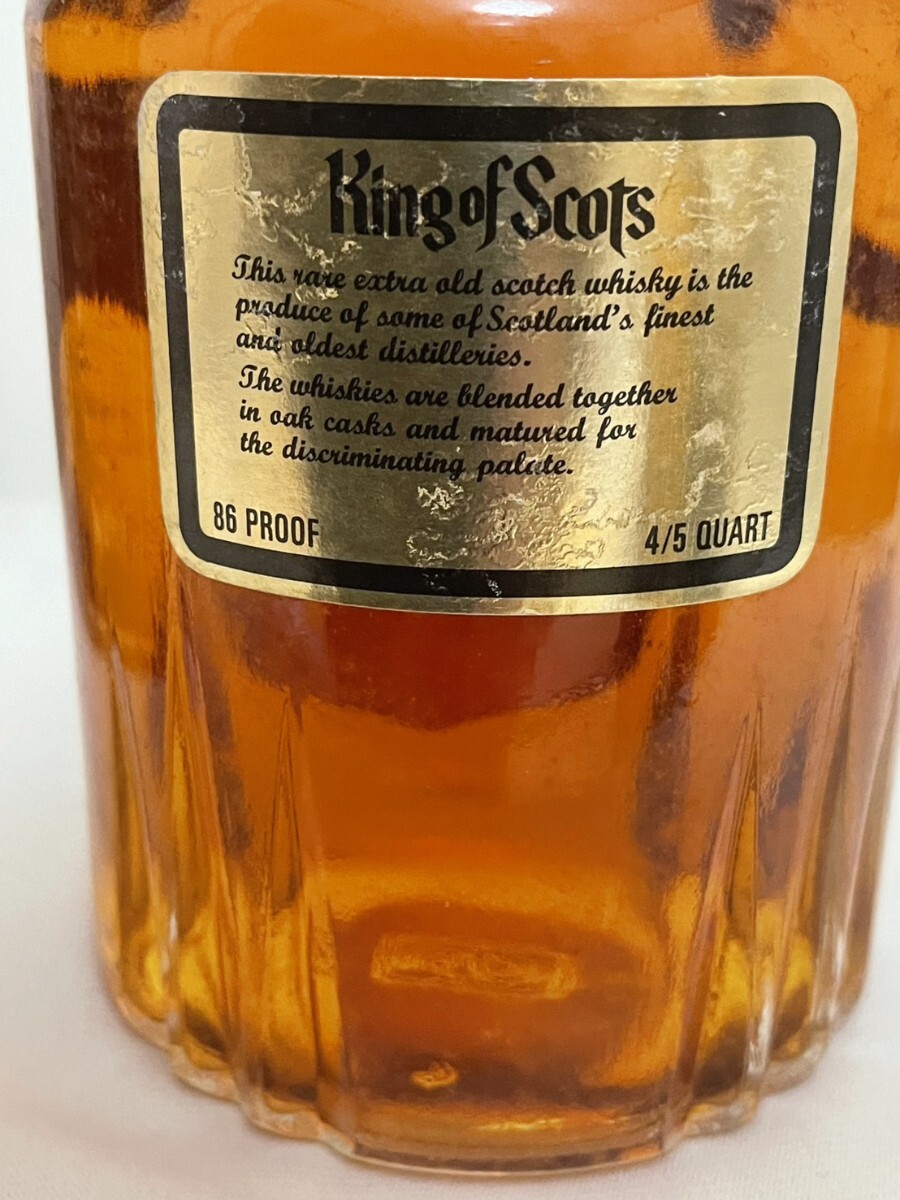 King of Scots
This rare extra old scotch whisky is the
produce of some of Scotland's finest
and oldest distilleries.
The whiskies are blended together
in oak casks and matured for
the discriminating palate.
86 PROOF
4/5 QUART